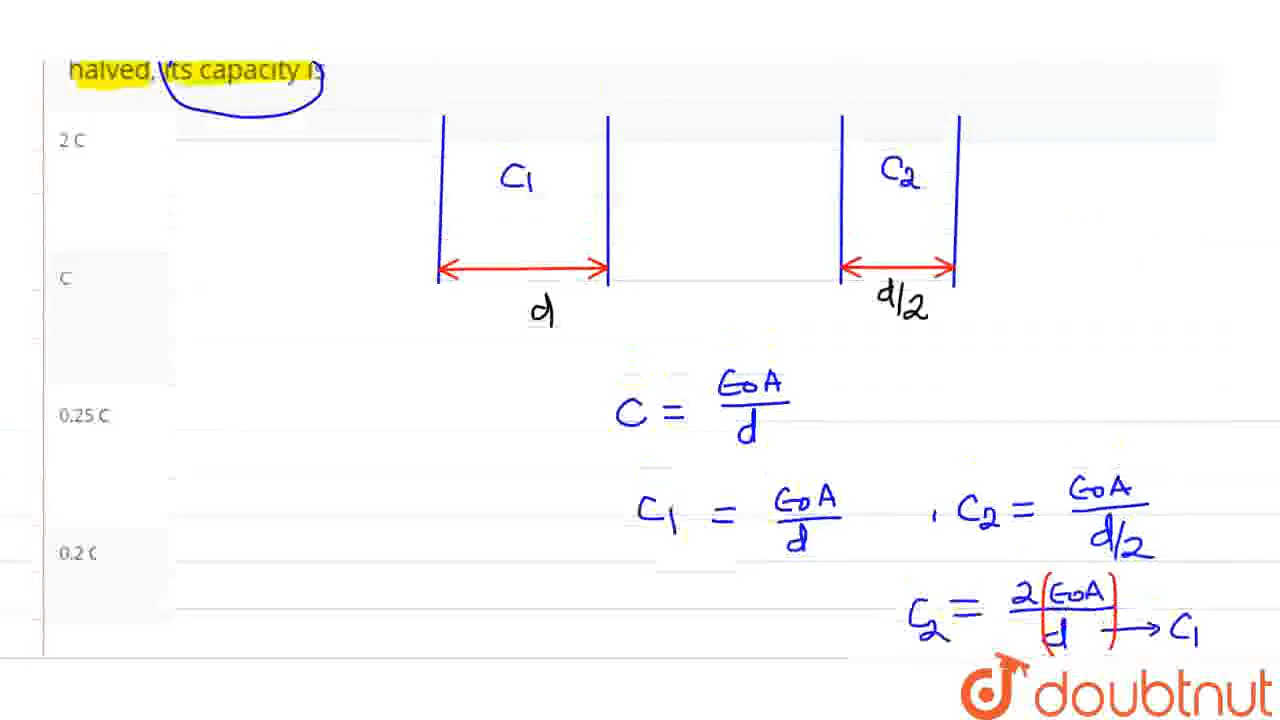 halved, its capacity is
2 C
C1
C2
C
d
d/2
C = ϵ0A/d
0.25 C
C1 = ϵ0A/d , C2 = ϵ0A/d/2
0.2 C
C2 = 2(ϵ0A/d) → C1
doubtnut